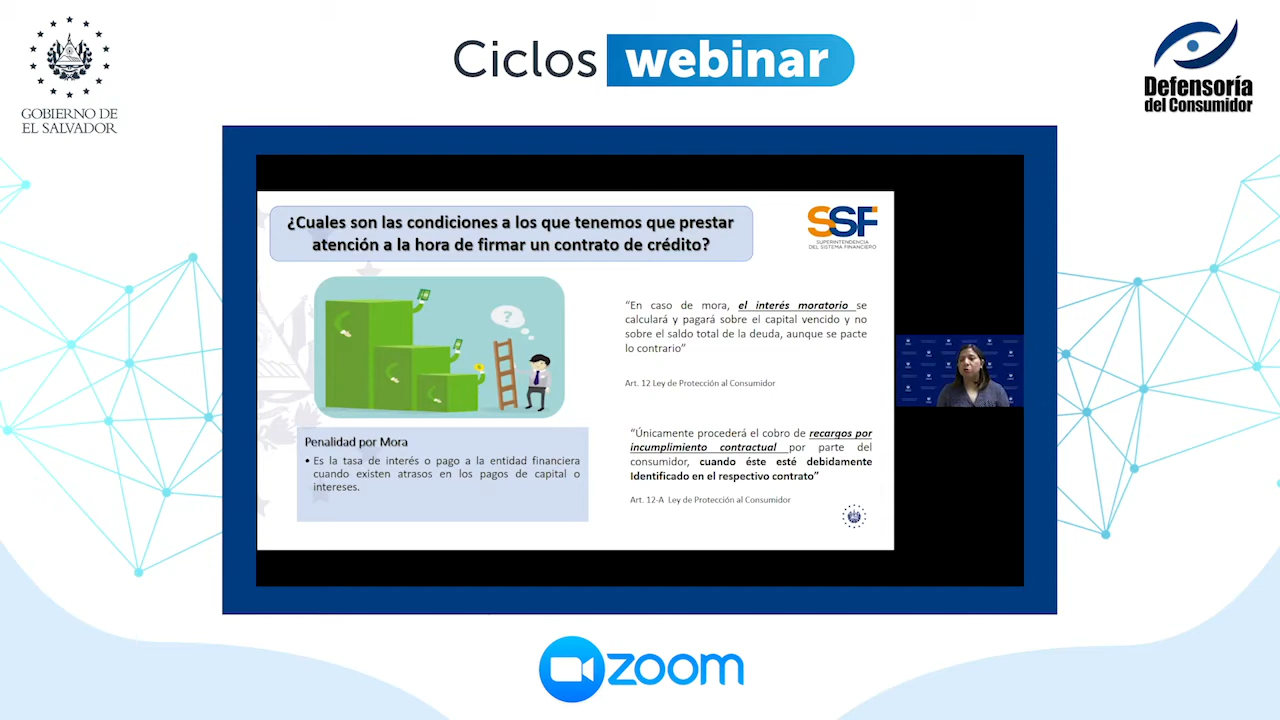 GOBIERNO DE
EL SALVADOR
Ciclos webinar
Defensoría
del Consumidor
¿Cuales son las condiciones a los que tenemos que prestar
atención a la hora de firmar un contrato de crédito?
SSF
SUPERINTENDENCIA
DEL SISTEMA FINANCIERO
?
“En caso de mora, el interés moratorio se
calculará y pagará sobre el capital vencido y no
sobre el saldo total de la deuda, aunque se pacte
lo contrario”
Art. 12 Ley de Protección al Consumidor
Penalidad por Mora
• Es la tasa de interés o pago a la entidad financiera
cuando existen atrasos en los pagos de capital o
intereses.
“Únicamente procederá el cobro de recargos por
incumplimiento contractual por parte del
consumidor, cuando éste esté debidamente
Identificado en el respectivo contrato”
Art. 12-A Ley de Protección al Consumidor
zoom